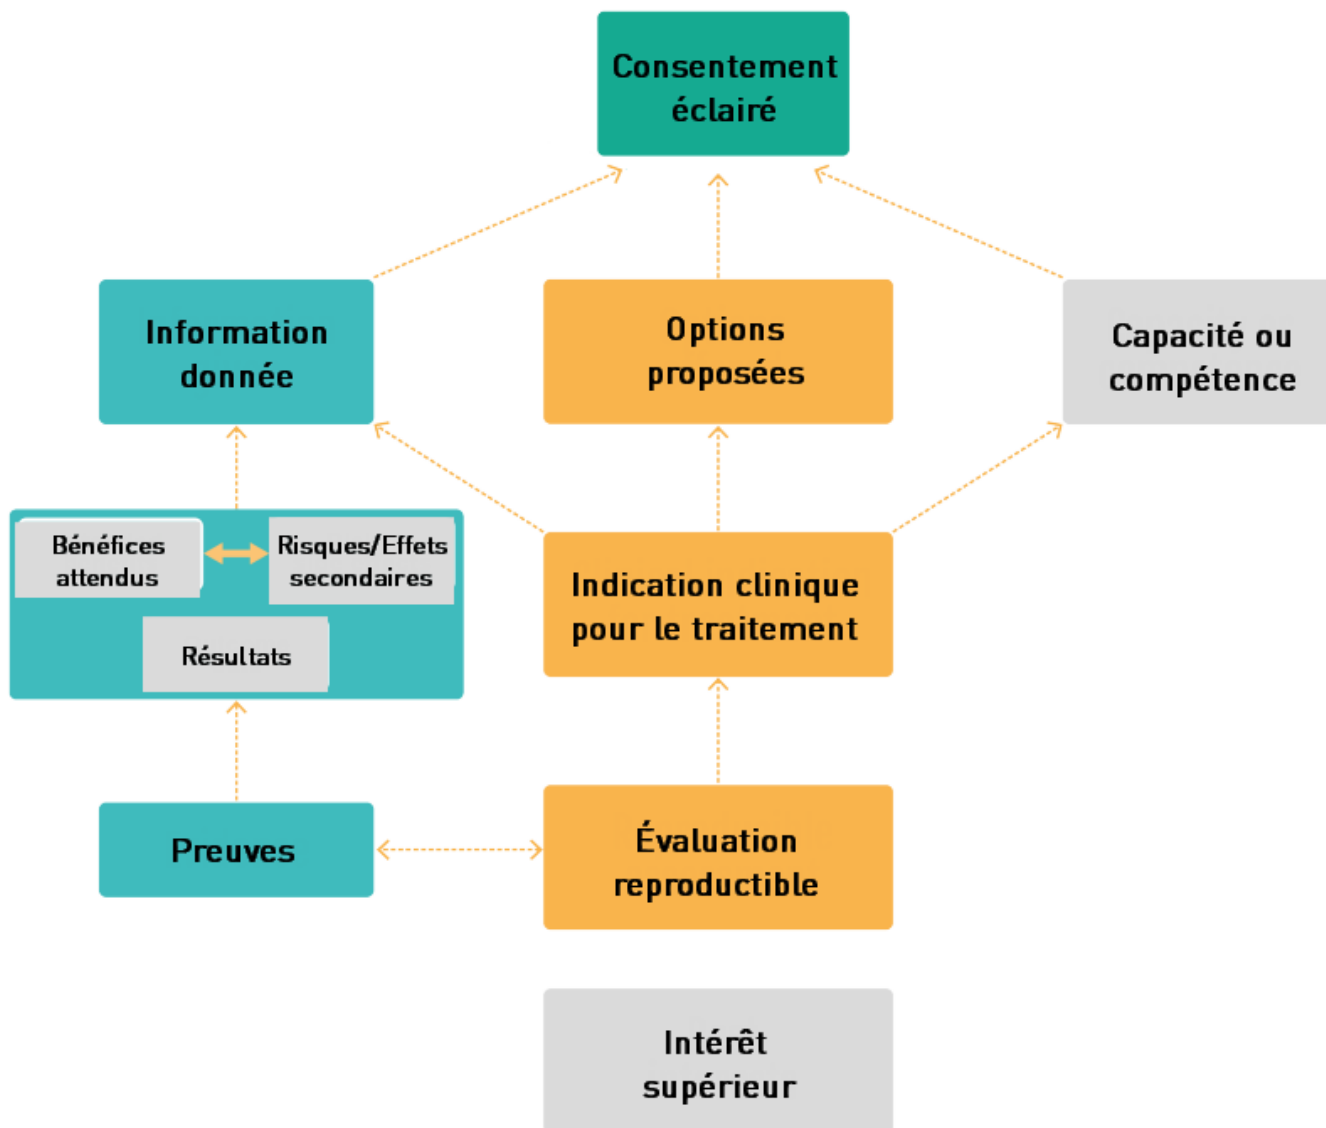 Consentement
éclairé
Information
donnée
Options
proposées
Capacité ou
compétence
Bénéfices
attendus
Risques/Effets
secondaires
Résultats
Indication clinique
pour le traitement
Preuves
Évaluation
reproductible
Intérêt
supérieur